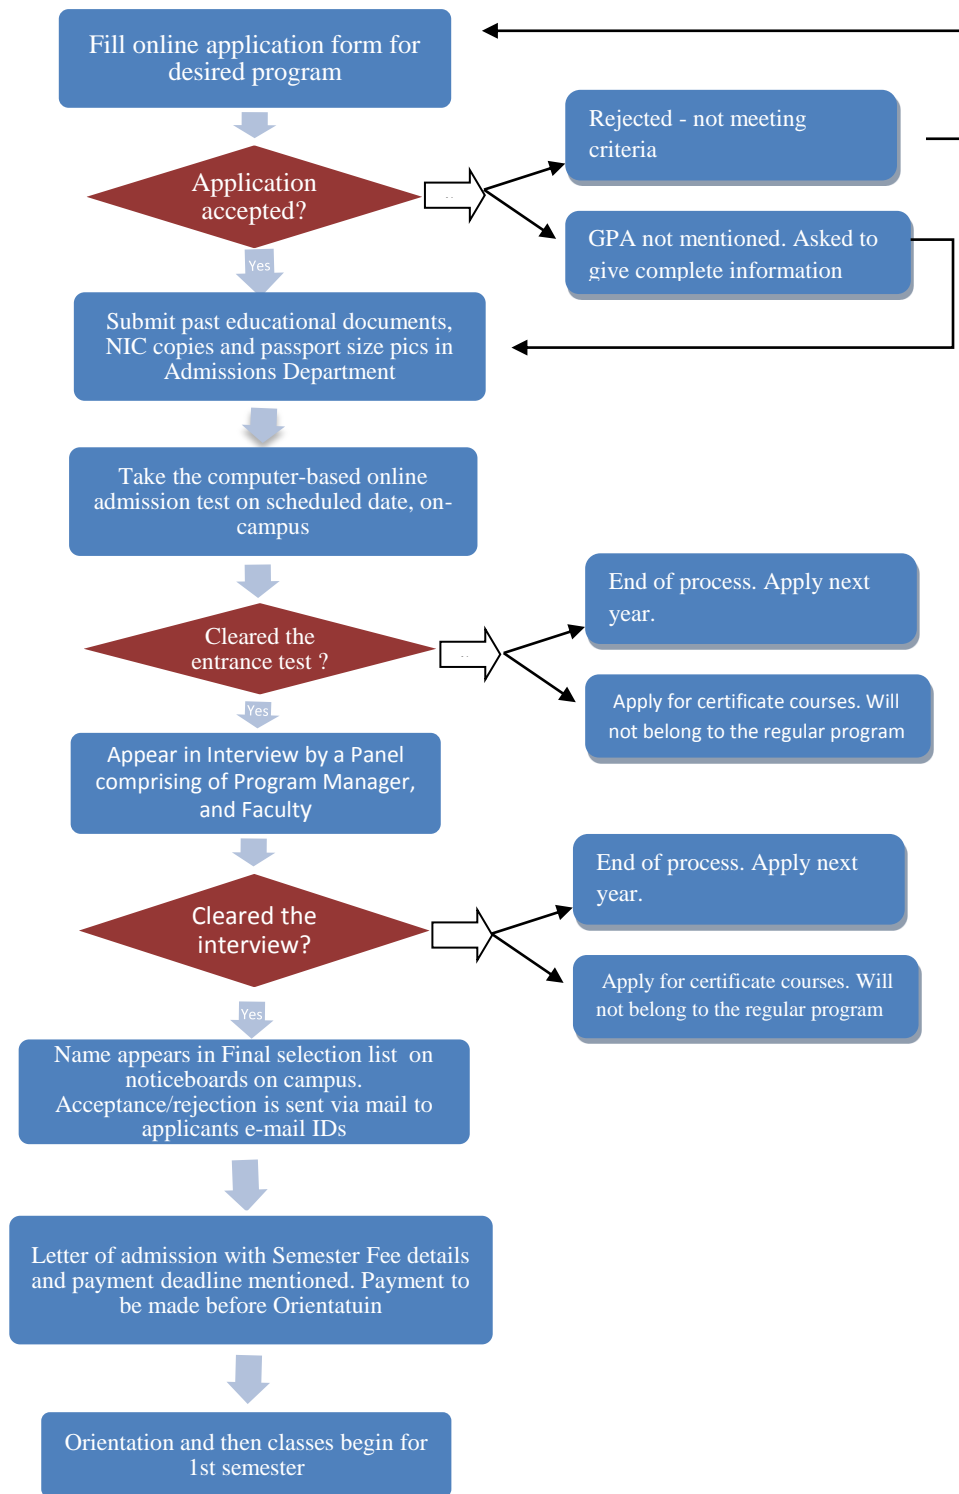 Fill online application form for
desired program
Rejected - not meeting
criteria
Application
accepted?
GPA not mentioned. Asked to
give complete information
Yes
Submit past educational documents,
NIC copies and passport size pics in
Admissions Department
Take the computer-based online
admission test on scheduled date, on-
campus
End of process. Apply next
year.
Cleared the
entrance test ?
Apply for certificate courses. Will
not belong to the regular program
Yes
Appear in Interview by a Panel
comprising of Program Manager,
and Faculty
End of process. Apply next
year.
Cleared the
interview?
Apply for certificate courses. Will
not belong to the regular program
Yes
Name appears in Final selection list on
noticeboards on campus.
Acceptance/rejection is sent via mail to
applicants e-mail IDs
Letter of admission with Semester Fee details
and payment deadline mentioned. Payment to
be made before Orientatuin
Orientation and then classes begin for
1st semester